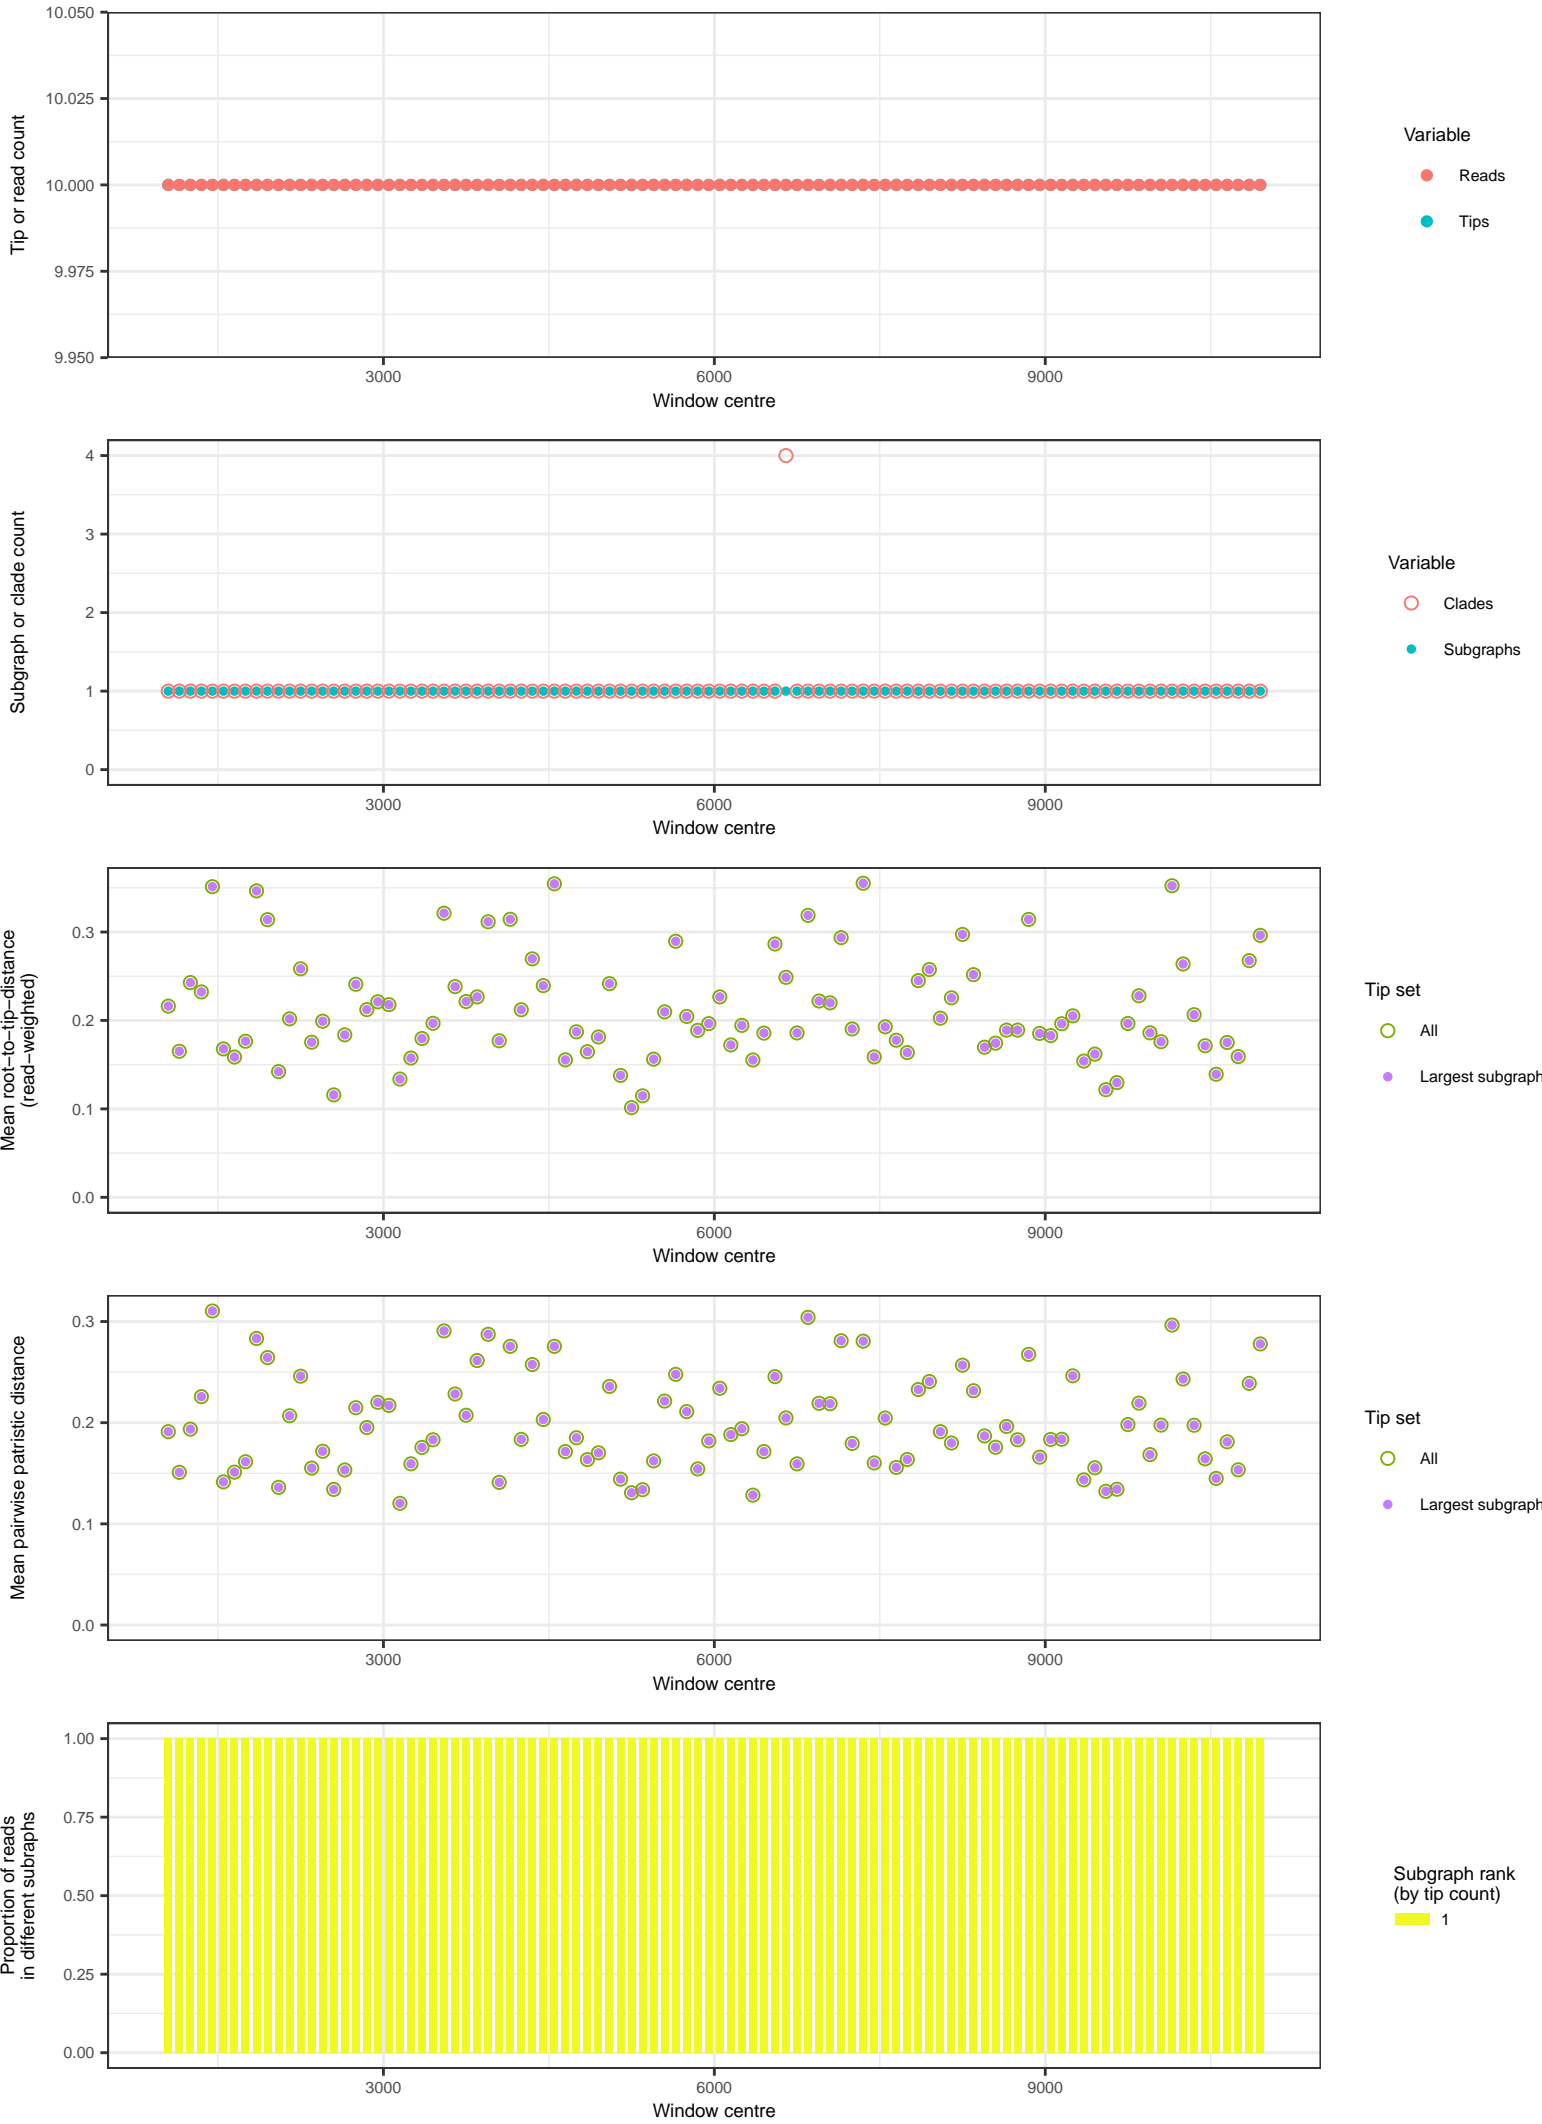 10.050
10.025
10.000
9.975
9.950
Tip or read count
3000 6000 9000
Window centre
Variable
Reads
Tips
4
3
2
1
0
Subgraph or clade count
3000 6000 9000
Window centre
Variable
Clades
Subgraphs
0.3
0.2
0.1
0.0
Mean root−to−tip−distance
(read−weighted)
3000 6000 9000
Window centre
Tip set
All
Largest subgraph
0.3
0.2
0.1
0.0
Mean pairwise patristic distance
3000 6000 9000
Window centre
Tip set
All
Largest subgraph
1.00
0.75
0.50
0.25
0.00
Proportion of reads
in different subraphs
3000 6000 9000
Window centre
Subgraph rank
(by tip count)
1